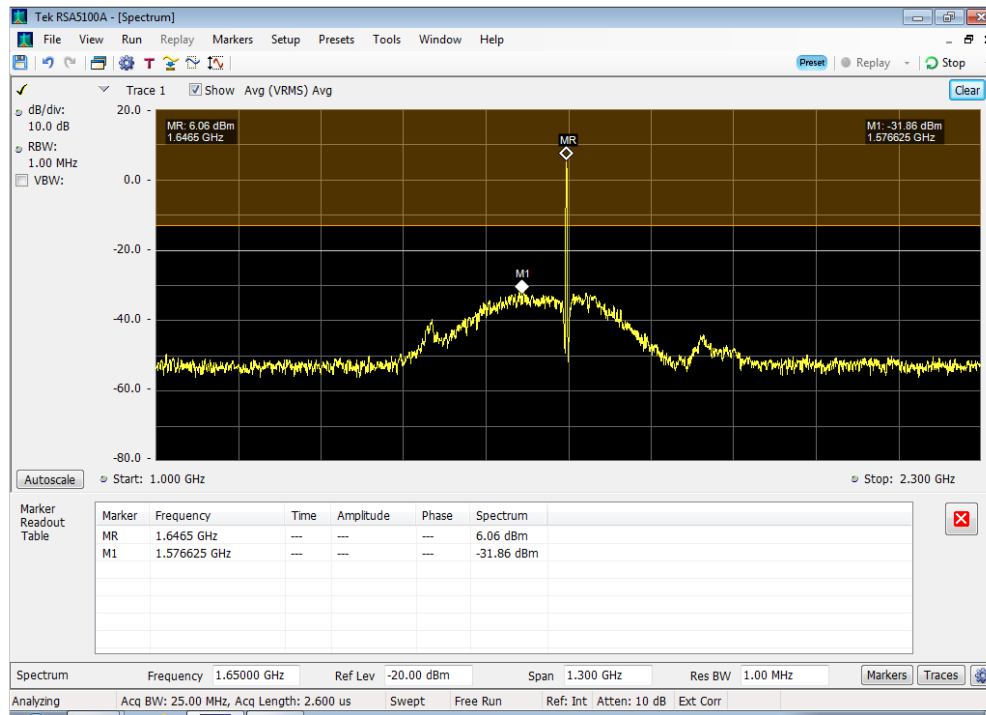 Tek RSA5100A - [Spectrum]
File View Run Replay Markers Setup Presets Tools Window Help
T Preset Replay Stop
Trace 1 Show Avg (VRMS) Avg Clear
dB/div:
10.0 dB
RBW:
1.00 MHz
VBW:
20.0
0.0
-20.0
-40.0
-60.0
-80.0
MR: 6.06 dBm
1.6465 GHz
MR
M1: -31.86 dBm
1.576625 GHz
M1
Autoscale Start: 1.000 GHz Stop: 2.300 GHz
Marker
Readout
Table
Marker Frequency Time Amplitude Phase Spectrum
MR 1.6465 GHz --- --- --- 6.06 dBm
M1 1.576625 GHz --- --- --- -31.86 dBm
Spectrum Frequency 1.65000 GHz Ref Lev -20.00 dBm Span 1.300 GHz Res BW 1.00 MHz Markers Traces
Analyzing Acq BW: 25.00 MHz, Acq Length: 2.600 us Swept Free Run Ref: Int Atten: 10 dB Ext Corr